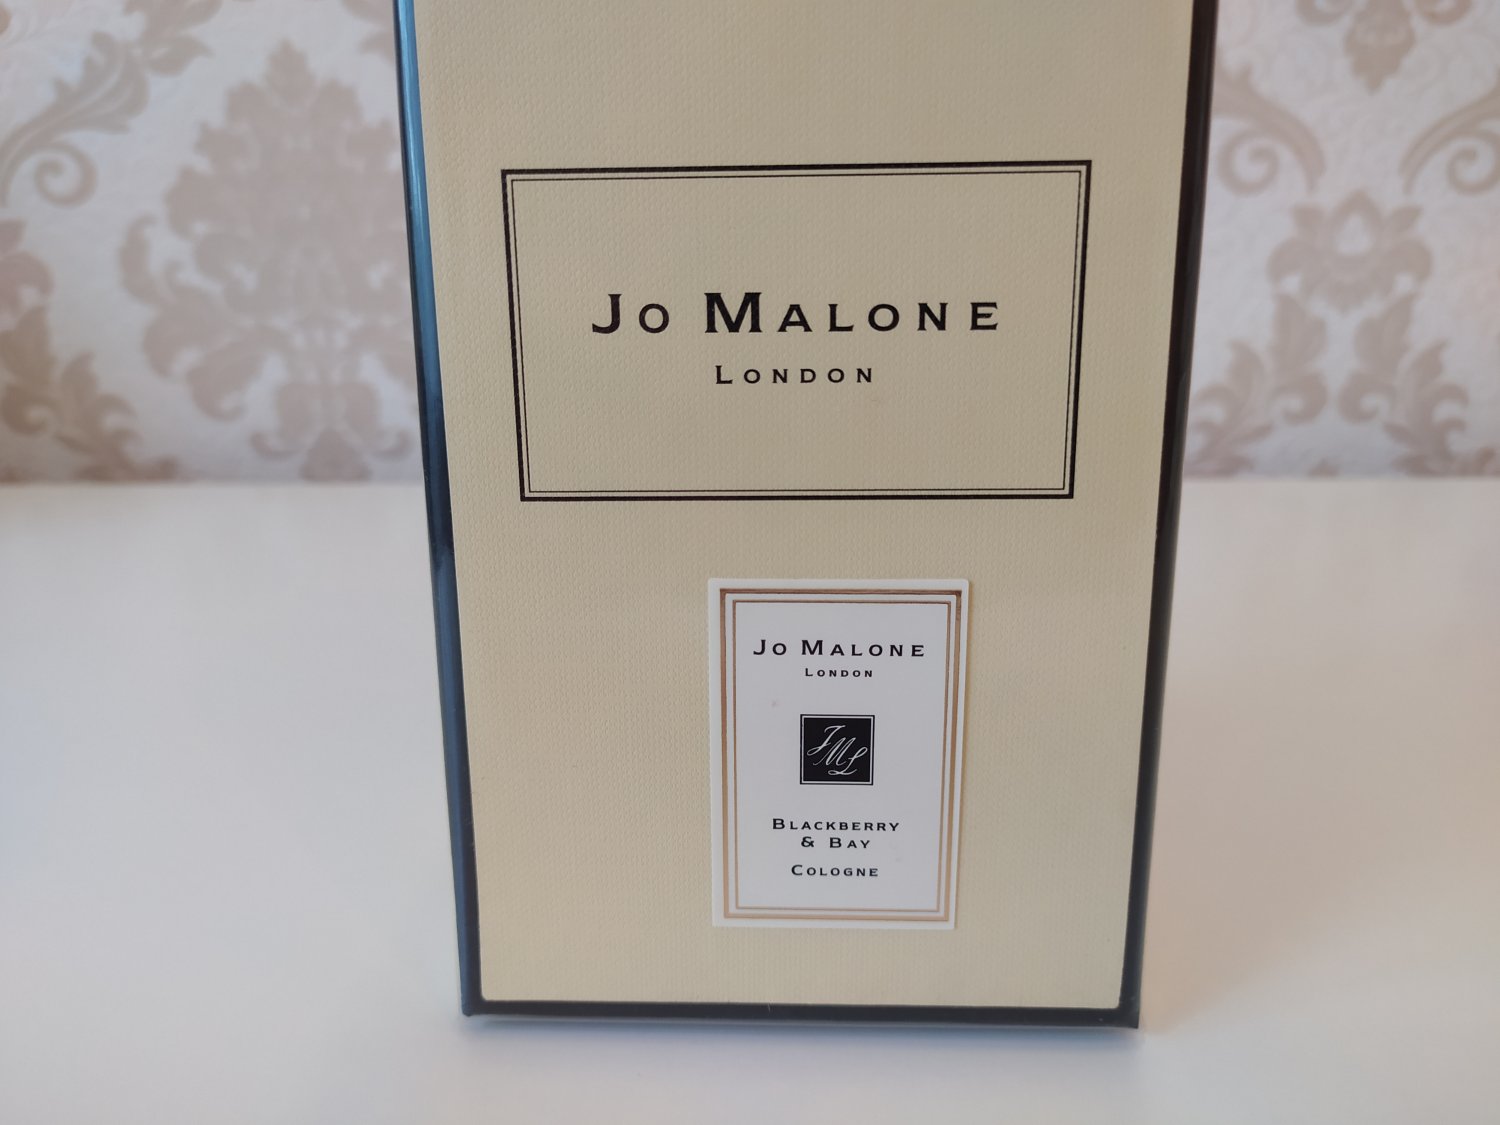 JO MALONE
LONDON
JO MALONE
LONDON
JML
BLACKBERRY
& BAY
COLOGNE